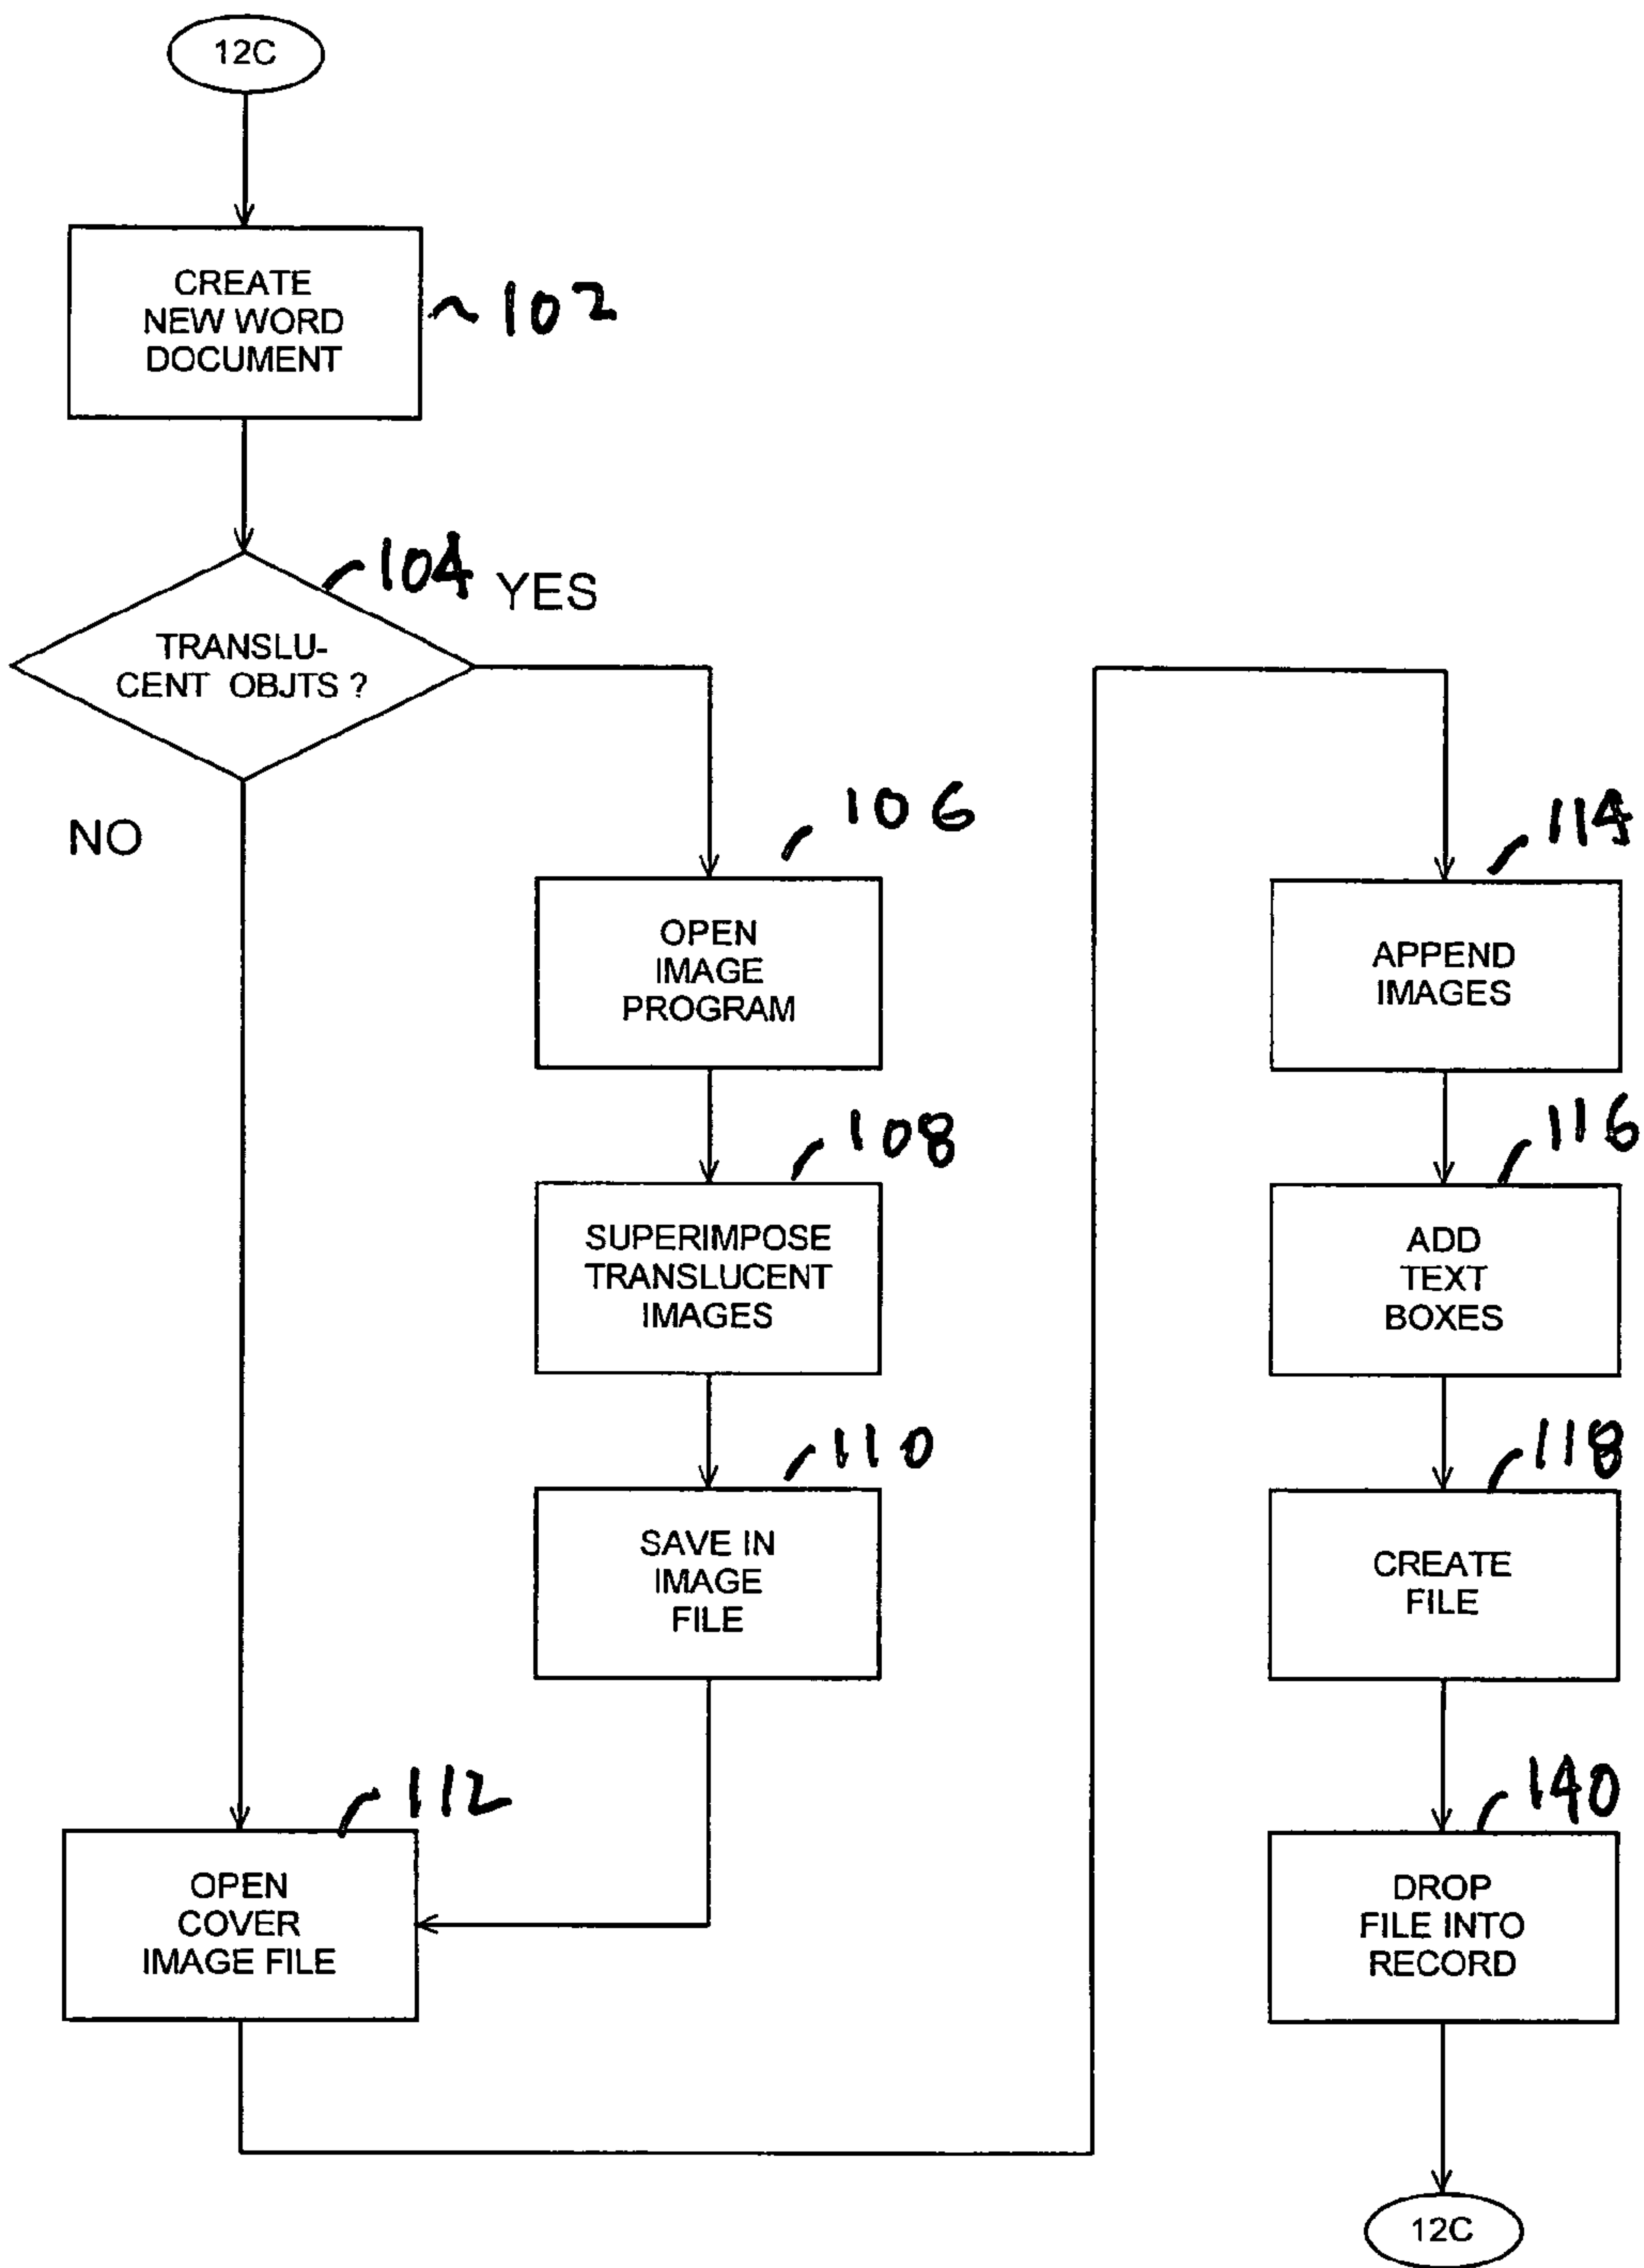 12C
CREATE
NEW WORD
DOCUMENT
102
104
YES
TRANSLU-
CENT OBJTS ?
NO
106
OPEN
IMAGE
PROGRAM
108
SUPERIMPOSE
TRANSLUCENT
IMAGES
110
SAVE IN
IMAGE
FILE
112
OPEN
COVER
IMAGE FILE
114
APPEND
IMAGES
116
ADD
TEXT
BOXES
118
CREATE
FILE
140
DROP
FILE INTO
RECORD
12C